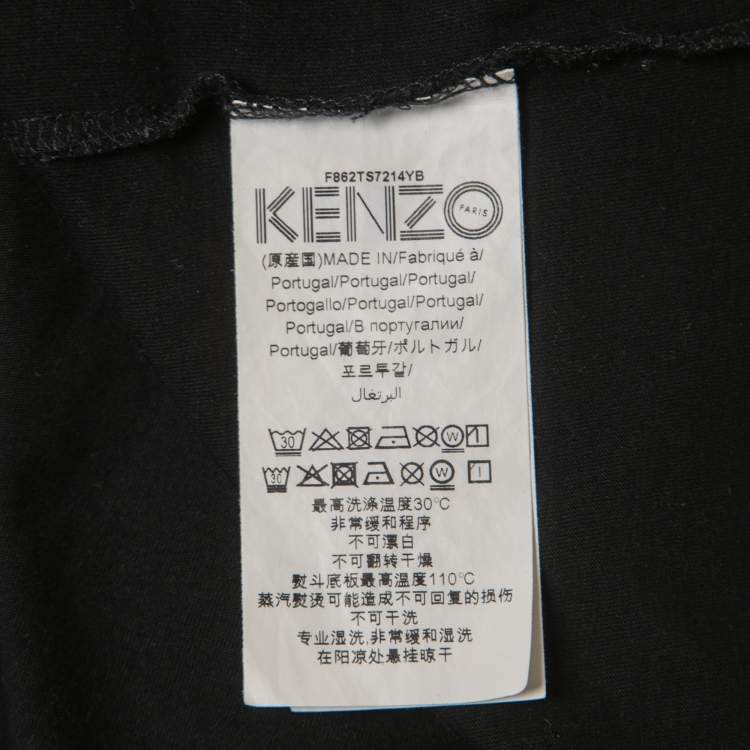 F862TS7214YB
KENZO PARIS
(原産国)MADE IN/Fabriqué à/
Portugal/Portugal/Portugal/
Portogallo/Portugal/Portugal/
Portugal/В португалии/
Portugal/葡萄牙/ポルトガル/
포르투갈/
البرتغال
30 W
30 W
最高洗涤温度30°C
非常缓和程序
不可漂白
不可翻转干燥
熨斗底板最高温度110°C
蒸汽熨烫可能造成不可回复的损伤
不可干洗
专业湿洗,非常缓和湿洗
在阳凉处悬挂晾干